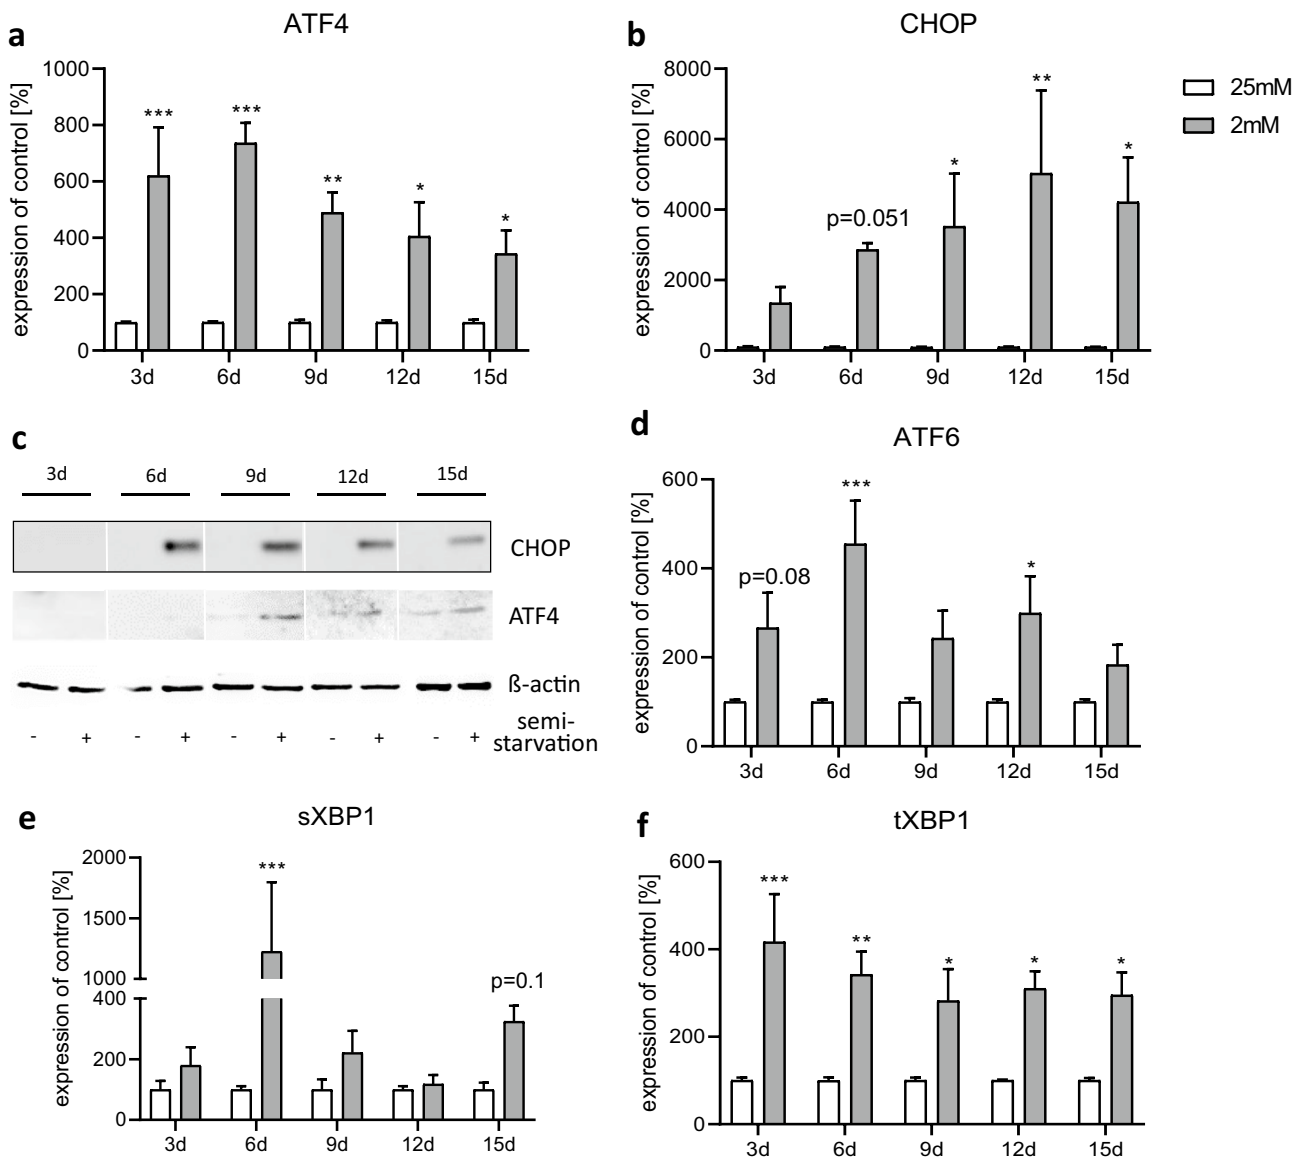 a
ATF4
expression of control [%]
1000
800
600
400
200
0
***
***
**
*
*
3d 6d 9d 12d 15d
b
CHOP
expression of control [%]
8000
6000
4000
2000
0
p=0.051
*
**
*
3d 6d 9d 12d 15d
25mM
2mM
c
3d 6d 9d 12d 15d
CHOP
ATF4
ß-actin
semi-
starvation
- + - + - + - + - +
d
ATF6
expression of control [%]
600
400
200
0
p=0.08
***
*
3d 6d 9d 12d 15d
e
sXBP1
expression of control [%]
2000
1500
1000
400
200
0
***
p=0.1
3d 6d 9d 12d 15d
f
tXBP1
expression of control [%]
600
400
200
0
***
**
*
*
*
3d 6d 9d 12d 15d